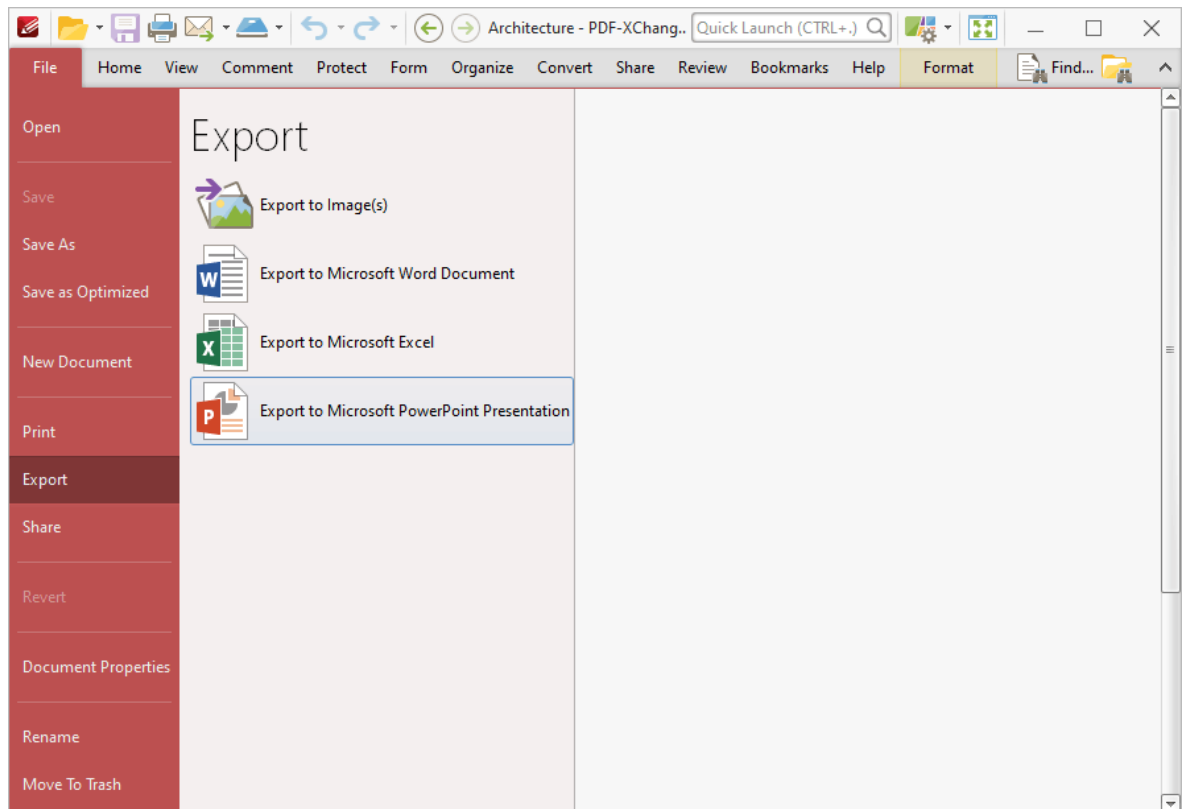 Architecture - PDF-XChang..
Quick Launch (CTRL+.)
File Home View Comment Protect Form Organize Convert Share Review Bookmarks Help Format Find...
Open
Save
Save As
Save as Optimized
New Document
Print
Export
Share
Revert
Document Properties
Rename
Move To Trash
Export
Export to Image(s)
W
Export to Microsoft Word Document
X
Export to Microsoft Excel
P
Export to Microsoft PowerPoint Presentation